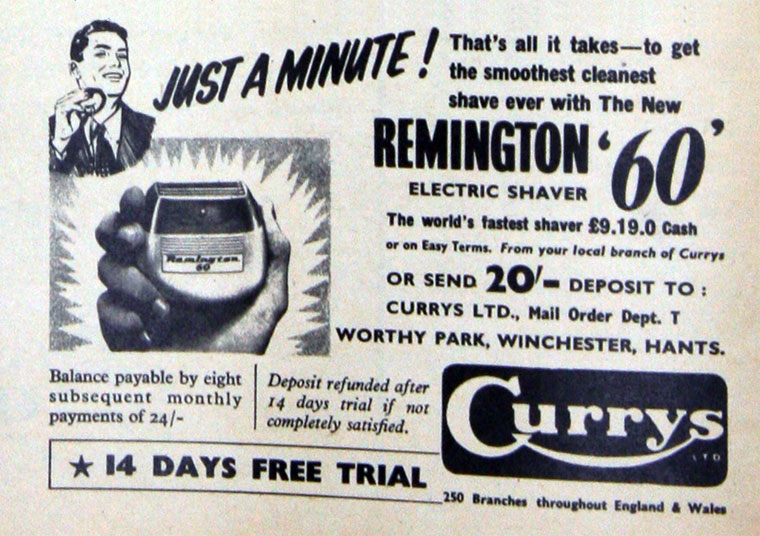 JUST A MINUTE!
That's all it takes—to get
the smoothest cleanest
shave ever with The New
REMINGTON '60'
ELECTRIC SHAVER
The world's fastest shaver £9.19.0 Cash
or on Easy Terms. From your local branch of Currys
OR SEND 20/- DEPOSIT TO:
CURRYS LTD., Mail Order Dept. T
WORTHY PARK, WINCHESTER, HANTS.
Remington
60
Balance payable by eight
subsequent monthly
payments of 24/-
Deposit refunded after
14 days trial if not
completely satisfied.
★ 14 DAYS FREE TRIAL
Currys
LTD
250 Branches throughout England & Wales